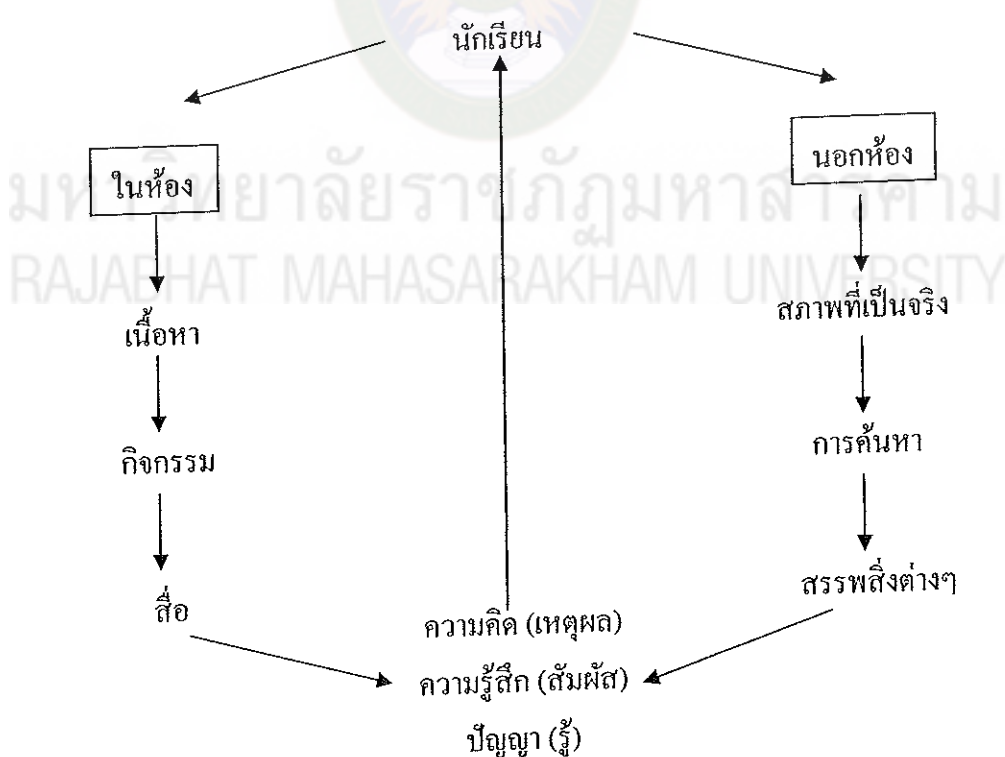 นักเรียน
ในห้อง
นอกห้อง
มหาวิทยาลัยราชภัฏมหาสารคาม
RAJABHAT MAHASARAKHAM UNIVERSITY
เนื้อหา
สภาพที่เป็นจริง
กิจกรรม
การค้นหา
สื่อ
สรรพสิ่งต่างๆ
ความคิด (เหตุผล)
ความรู้สึก (สัมผัส)
ปัญญา (รู้)